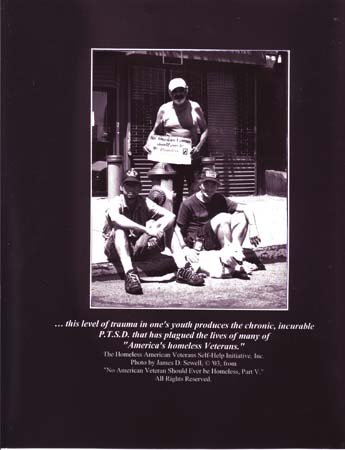 ... this level of trauma in one's youth produces the chronic, incurable
P.T.S.D. that has plagued the lives of many of
"America's homeless Veterans."
The Homeless American Veterans Self-Help Initiative, Inc.
Photo by James D. Sewell, © '03, from
"No American Veteran Should Ever be Homeless, Part V."
All Rights Reserved.